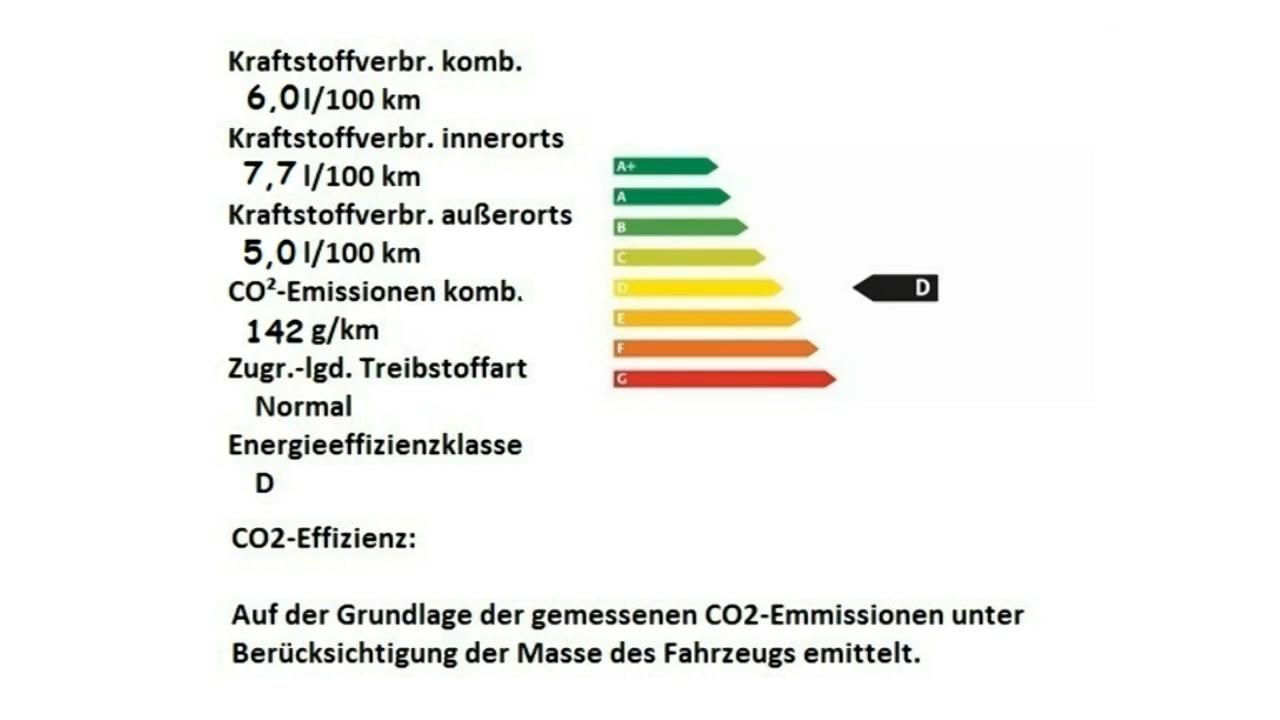 Kraftstoffverbr. komb.
6,0 l/100 km
Kraftstoffverbr. innerorts
7,7 l/100 km
Kraftstoffverbr. außerorts
5,0 l/100 km
CO²-Emissionen komb.
142 g/km
Zugr.-lgd. Treibstoffart
Normal
Energieeffizienzklasse
D
A+
A
B
C
D
E
F
G
D
CO2-Effizienz:
Auf der Grundlage der gemessenen CO2-Emmissionen unter
Berücksichtigung der Masse des Fahrzeugs emittelt.